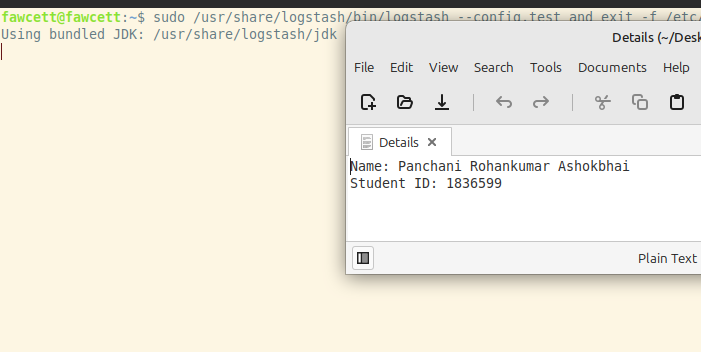 fawcett@fawcett:~$ sudo /usr/share/logstash/bin/logstash --config.test_and_exit -f /etc/
Using bundled JDK: /usr/share/logstash/jdk
Details (~/Desk
File Edit View Search Tools Documents Help
Details
Name: Panchani Rohankumar Ashokbhai
Student ID: 1836599
Plain Text